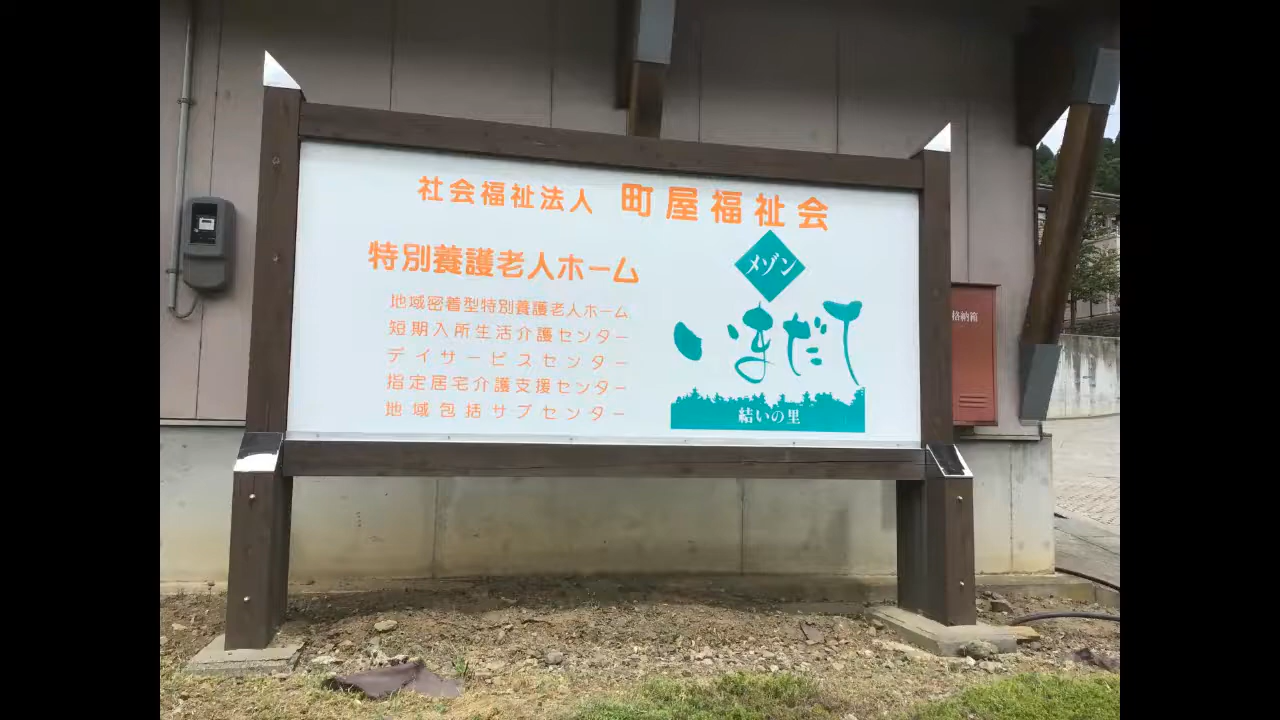 社会福祉法人 町屋福祉会
特別養護老人ホーム
地域密着型特別養護老人ホーム
短期入所生活介護センター
デイサービスセンター
指定居宅介護支援センター
地域包括サブセンター
メゾン
いまだて
結いの里
格納箱